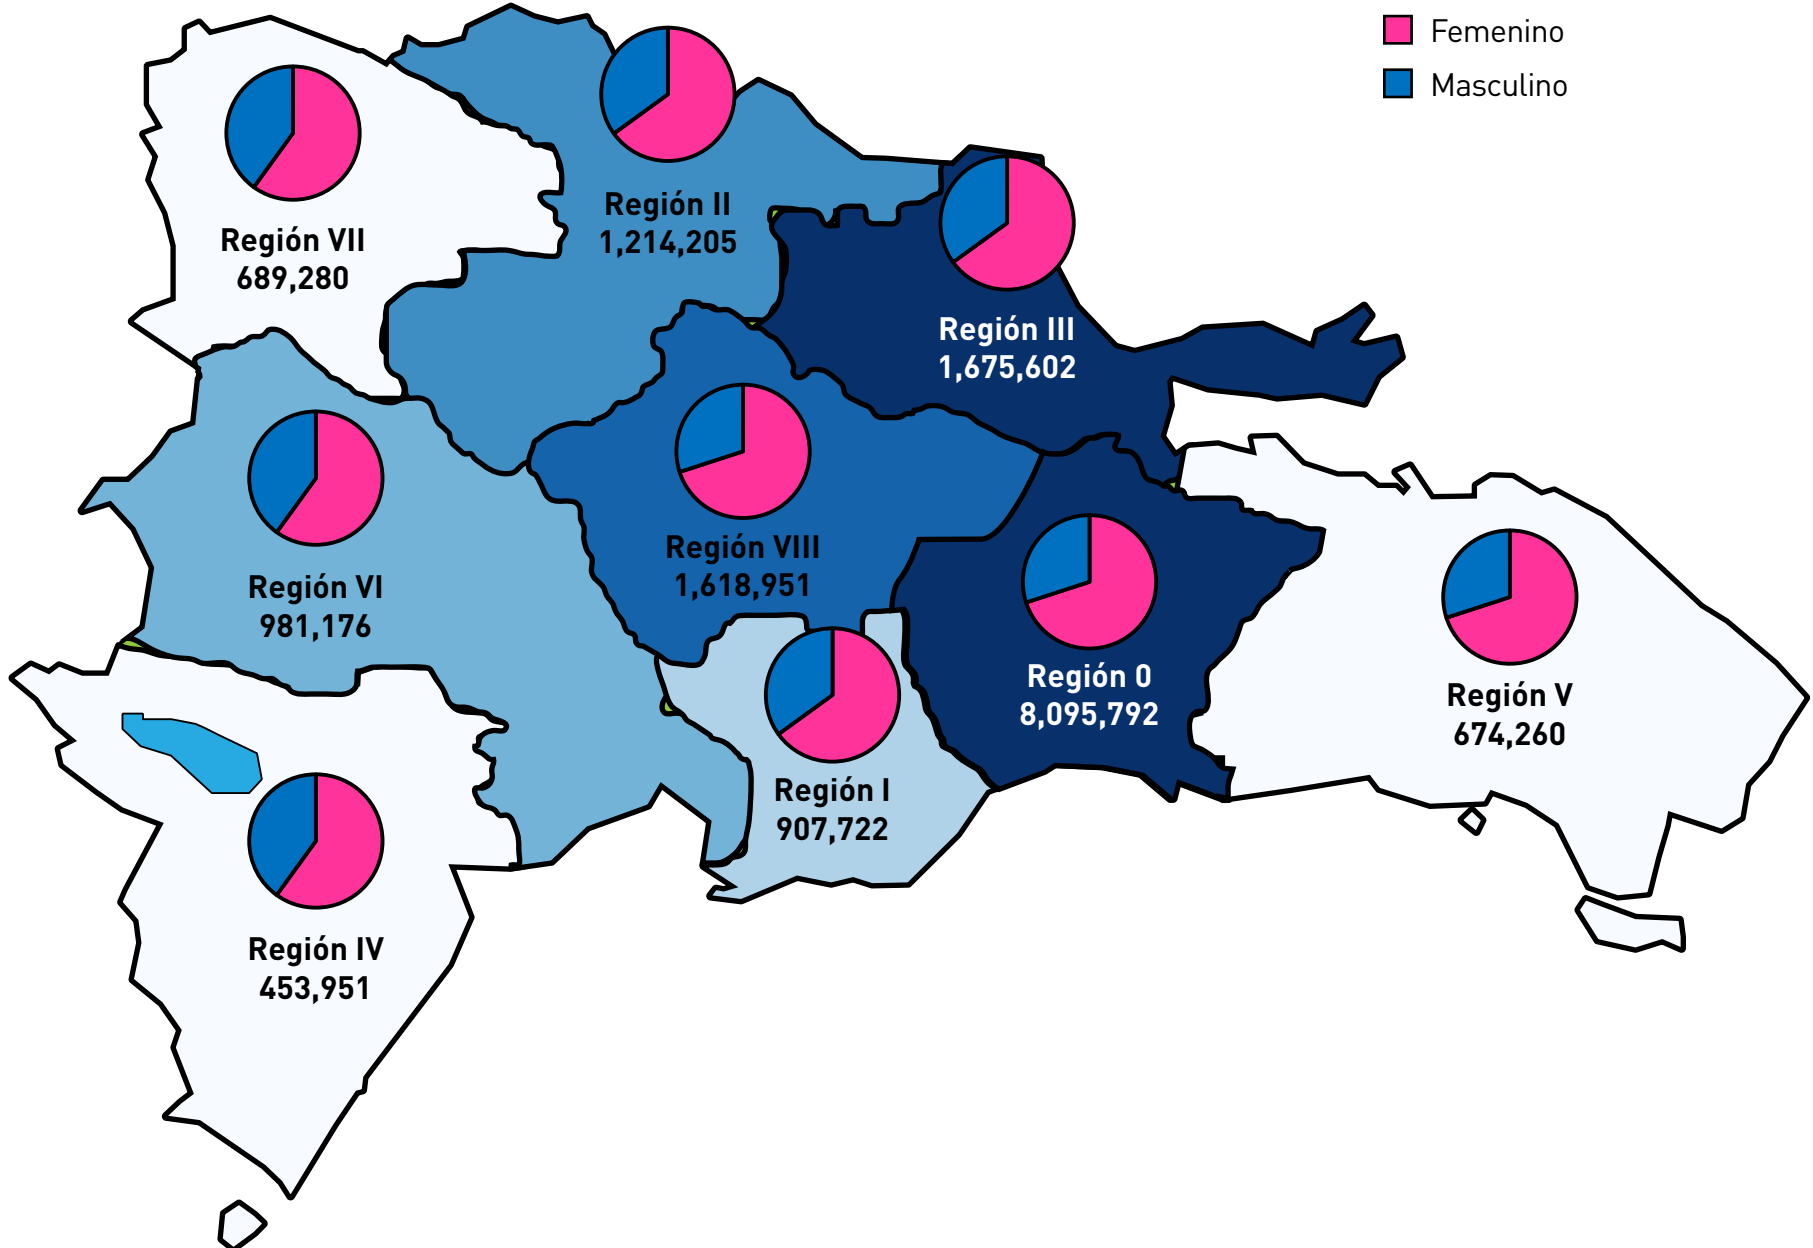 Femenino
Masculino
Región II
1,214,205
Región VII
689,280
Región III
1,675,602
Región VIII
1,618,951
Región VI
981,176
Región 0
8,095,792
Región V
674,260
Región I
907,722
Región IV
453,951